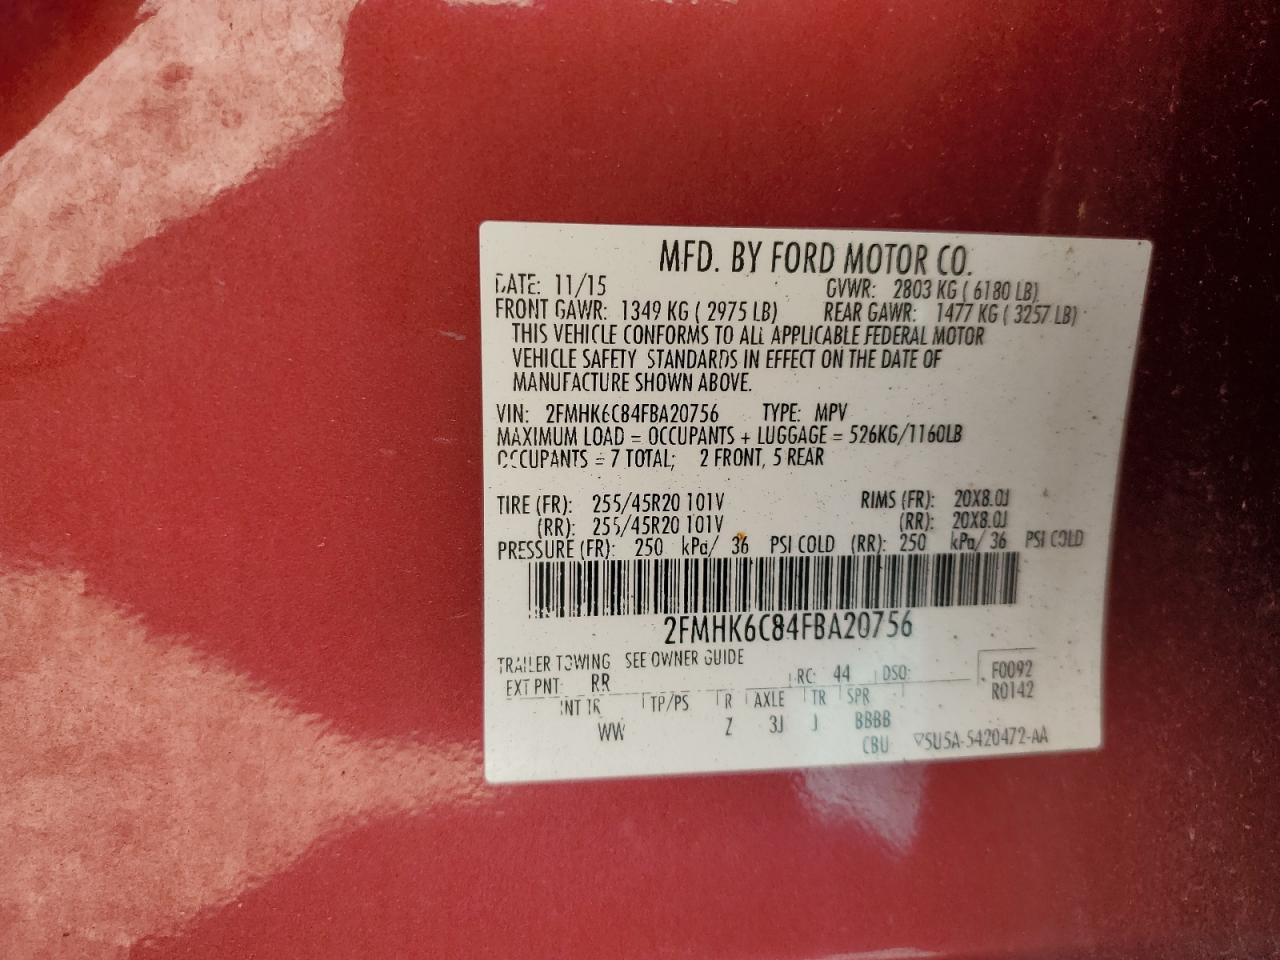 MFD. BY FORD MOTOR CO.
DATE: 11/15 GVWR: 2803 KG ( 6180 LB)
FRONT GAWR: 1349 KG ( 2975 LB) REAR GAWR: 1477 KG ( 3257 LB)
THIS VEHICLE CONFORMS TO ALL APPLICABLE FEDERAL MOTOR
VEHICLE SAFETY STANDARDS IN EFFECT ON THE DATE OF
MANUFACTURE SHOWN ABOVE.
VIN: 2FMHK6C84FBA20756 TYPE: MPV
MAXIMUM LOAD = OCCUPANTS + LUGGAGE = 526KG/1160LB
OCCUPANTS = 7 TOTAL; 2 FRONT, 5 REAR
TIRE (FR): 255/45R20 101V RIMS (FR): 20X8.0J
(RR): 255/45R20 101V (RR): 20X8.0J
PRESSURE (FR): 250 kPa/ 36 PSI COLD (RR): 250 kPa/ 36 PSI COLD
2FMHK6C84FBA20756
TRAILER TOWING SEE OWNER GUIDE
EXT PNT: RR RC: 44 DSO: F0092
INT TR TP/PS R AXLE TR SPR R0142
WW Z 3J J BBBB
CBU ▽5U5A-5420472-AA